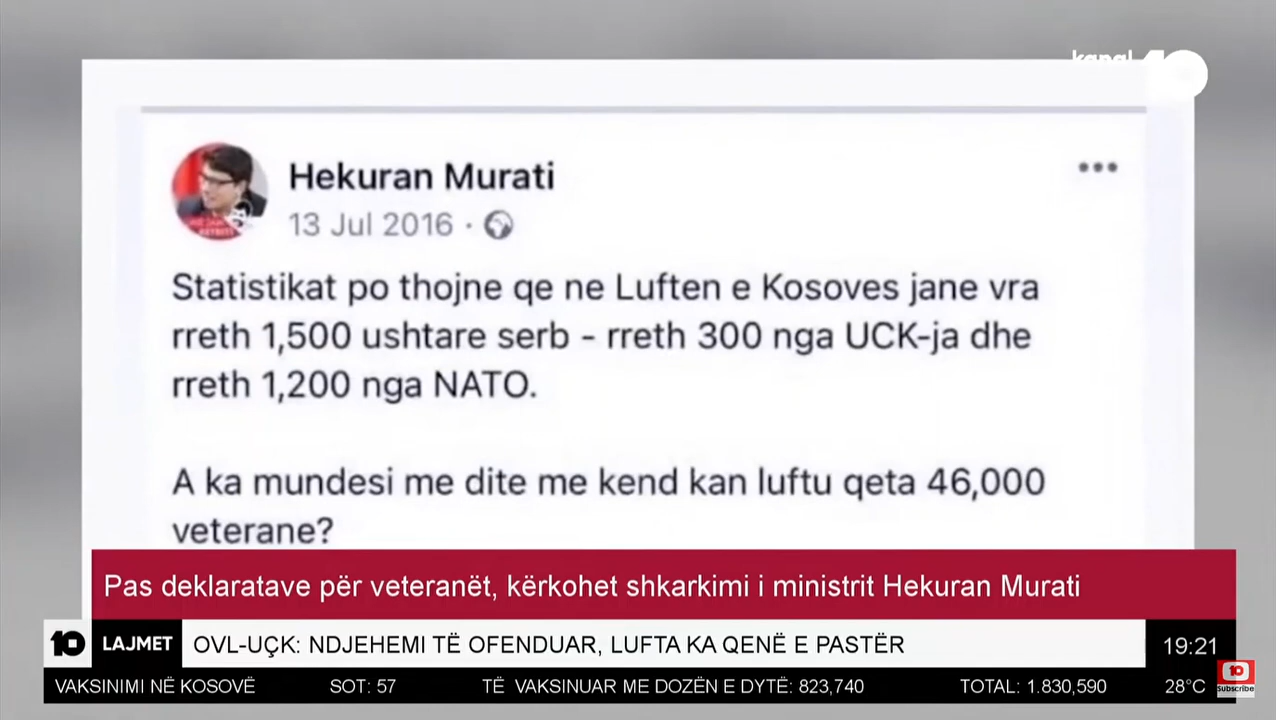 kanal 10
Hekuran Murati
13 Jul 2016 ·
Statistikat po thojne qe ne Luften e Kosoves jane vra
rreth 1,500 ushtare serb - rreth 300 nga UCK-ja dhe
rreth 1,200 nga NATO.
A ka mundesi me dite me kend kan luftu qeta 46,000
veterane?
Pas deklaratave për veteranët, kërkohet shkarkimi i ministrit Hekuran Murati
10 LAJMET OVL-UÇK: NDJEHEMI TË OFENDUAR, LUFTA KA QENË E PASTËR 19:21
10
Subscribe
VAKSINIMI NË KOSOVË SOT: 57 TË VAKSINUAR ME DOZËN E DYTË: 823,740 TOTAL: 1.830,590 28°C